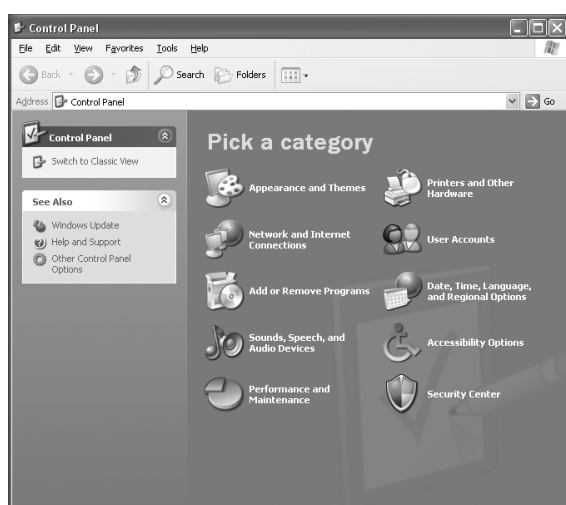 Control Panel
File Edit View Favorites Tools Help
Back Search Folders
Address Control Panel Go
Control Panel
Switch to Classic View
See Also
Windows Update
Help and Support
Other Control Panel
Options
Pick a category
Appearance and Themes
Printers and Other
Hardware
Network and Internet
Connections
User Accounts
Add or Remove Programs
Date, Time, Language,
and Regional Options
Sounds, Speech, and
Audio Devices
Accessibility Options
Performance and
Maintenance
Security Center